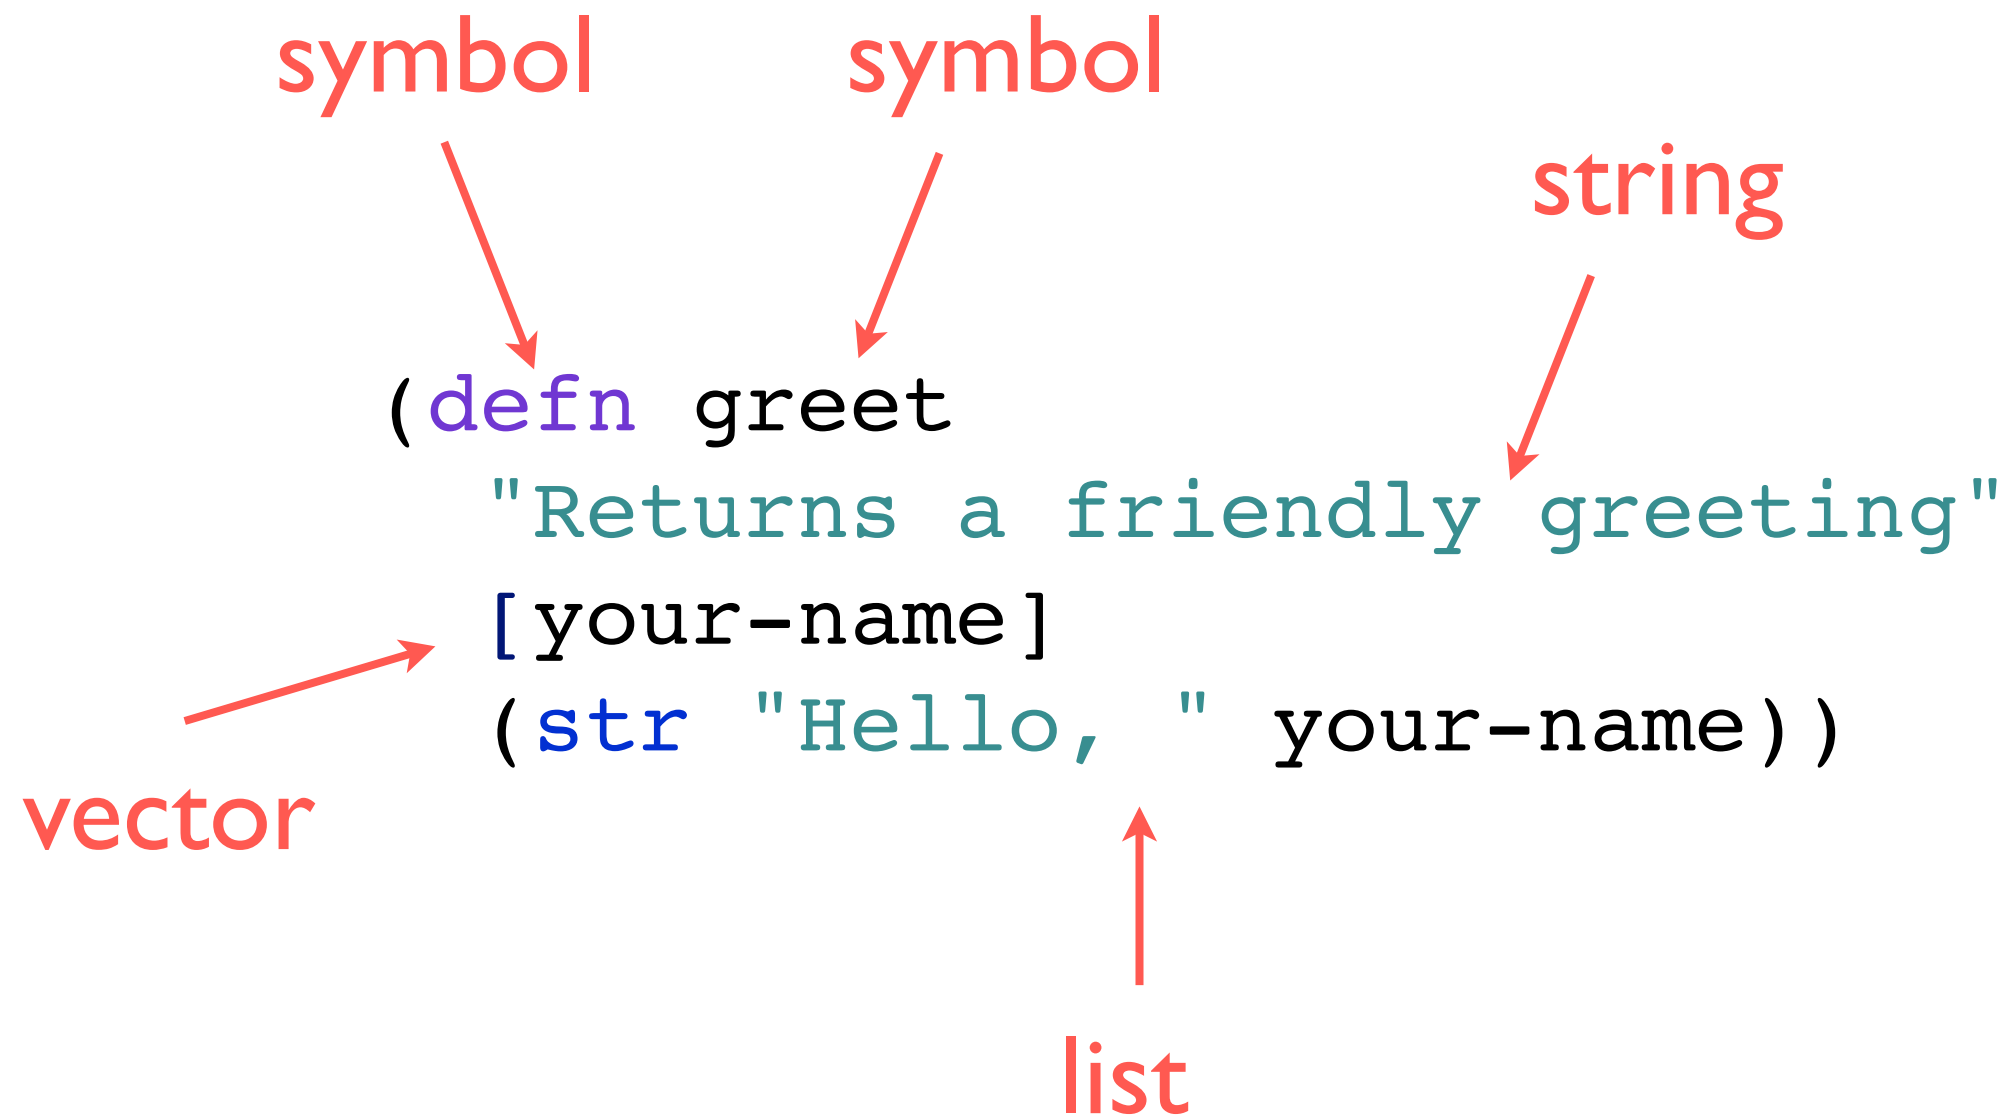 symbol symbol
string
(defn greet
"Returns a friendly greeting"
[your-name]
(str "Hello, " your-name))
vector
list